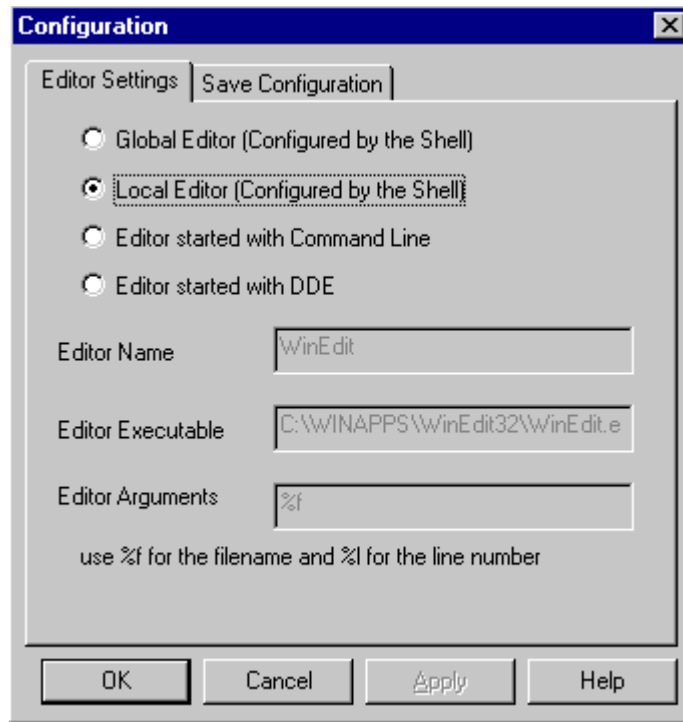 Configuration
Editor Settings Save Configuration
Global Editor (Configured by the Shell)
Local Editor (Configured by the Shell)
Editor started with Command Line
Editor started with DDE
Editor Name WinEdit
Editor Executable C:\WINAPPS\WinEdit32\WinEdit.e
Editor Arguments %f
use %f for the filename and %l for the line number
OK Cancel Apply Help